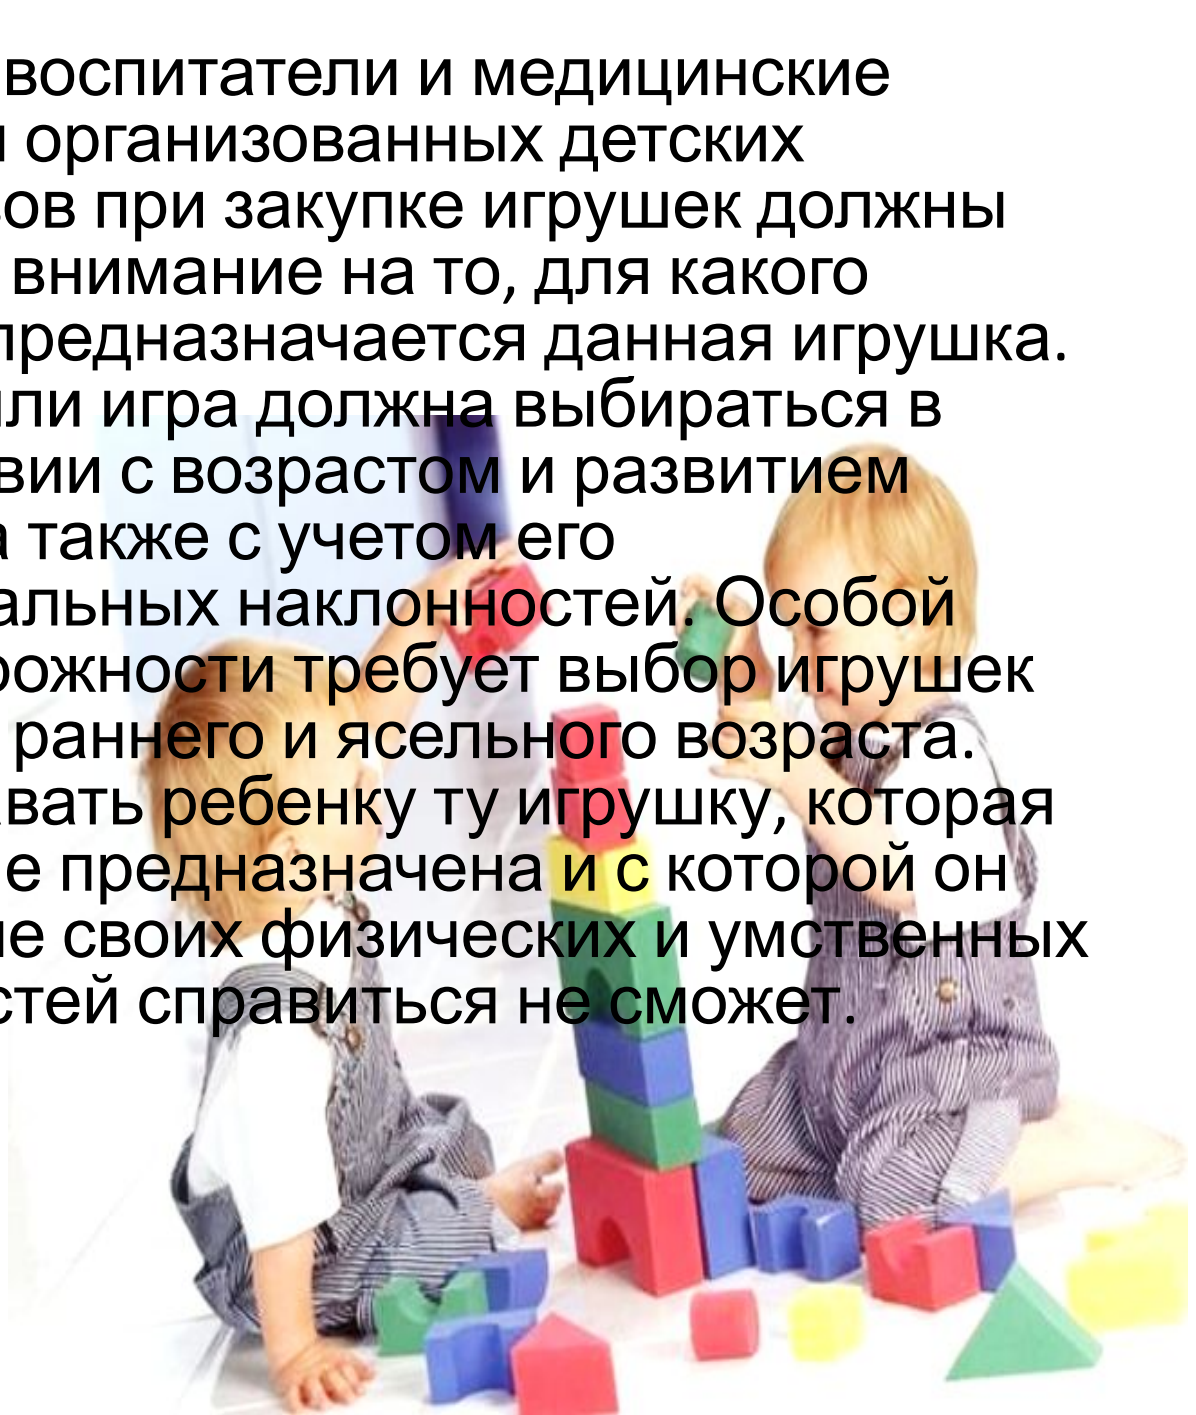 воспитатели и медицинские
организованных детских
ов при закупке игрушек должны
внимание на то, для какого
предназначается данная игрушка.
или игра должна выбираться в
вии с возрастом и развитием
а также с учетом его
альных наклонностей. Особой
рожности требует выбор игрушек
раннего и ясельного возраста.
вать ребенку ту игрушку, которая
е предназначена и с которой он
е своих физических и умственных
стей справиться не сможет.